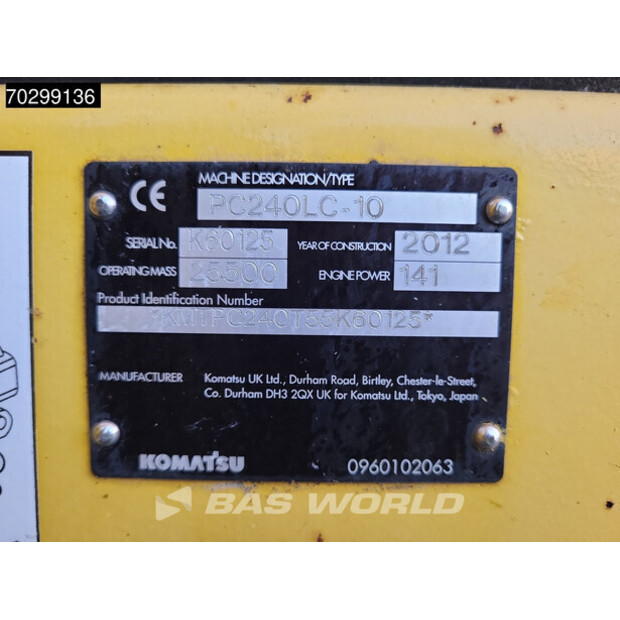 70299136
CE
MACHINE DESIGNATION/TYPE
PC240LC-10
SERIAL No. K60125 YEAR OF CONSTRUCTION 2012
OPERATING MASS 25500 ENGINE POWER 141
Product Identification Number
*KMTPC240T55K60125*
MANUFACTURER Komatsu UK Ltd., Durham Road, Birtley, Chester-le-Street,
Co. Durham DH3 2QX UK for Komatsu Ltd., Tokyo, Japan
KOMATSU 0960102063
BAS WORLD